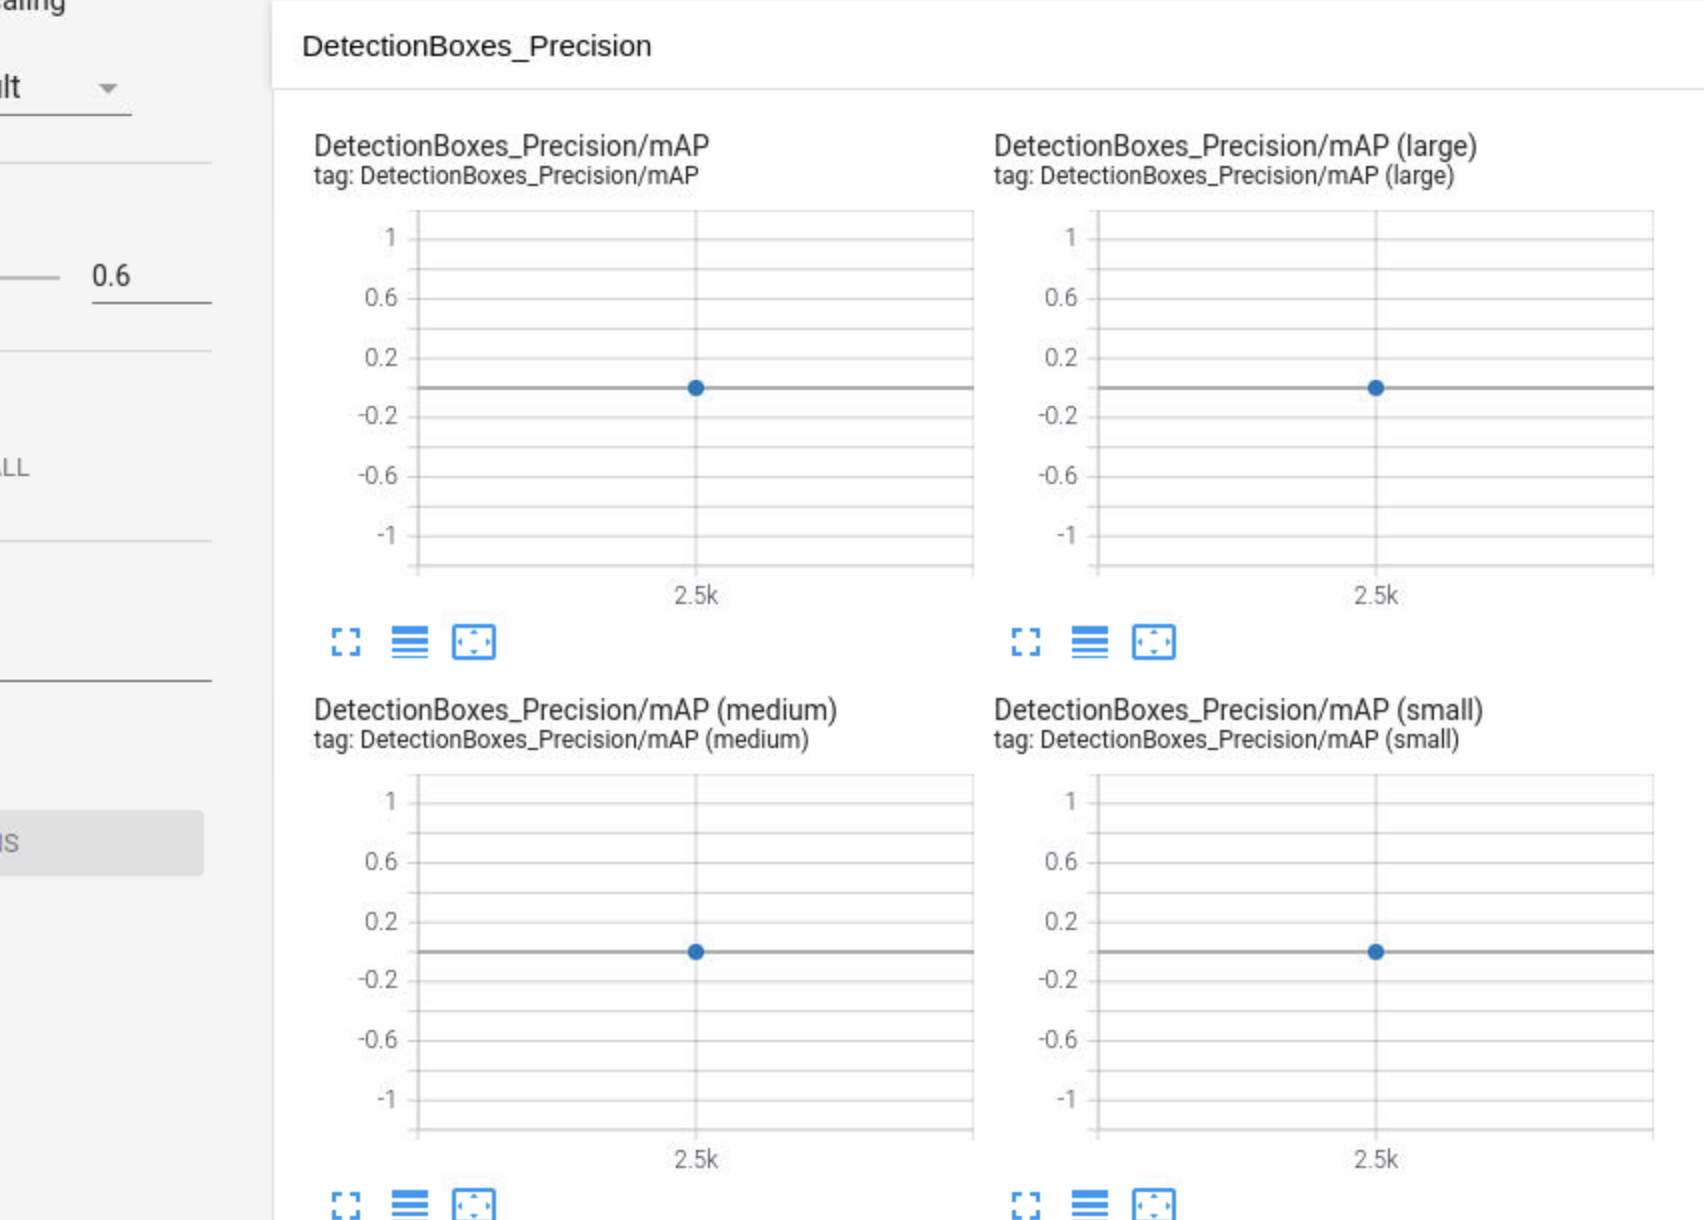 DetectionBoxes_Precision
lt
0.6
ALL
DetectionBoxes_Precision/mAP
tag: DetectionBoxes_Precision/mAP
1
0.6
0.2
-0.2
-0.6
-1
2.5k
DetectionBoxes_Precision/mAP (large)
tag: DetectionBoxes_Precision/mAP (large)
1
0.6
0.2
-0.2
-0.6
-1
2.5k
DetectionBoxes_Precision/mAP (medium)
tag: DetectionBoxes_Precision/mAP (medium)
1
0.6
0.2
-0.2
-0.6
-1
2.5k
DetectionBoxes_Precision/mAP (small)
tag: DetectionBoxes_Precision/mAP (small)
1
0.6
0.2
-0.2
-0.6
-1
2.5k